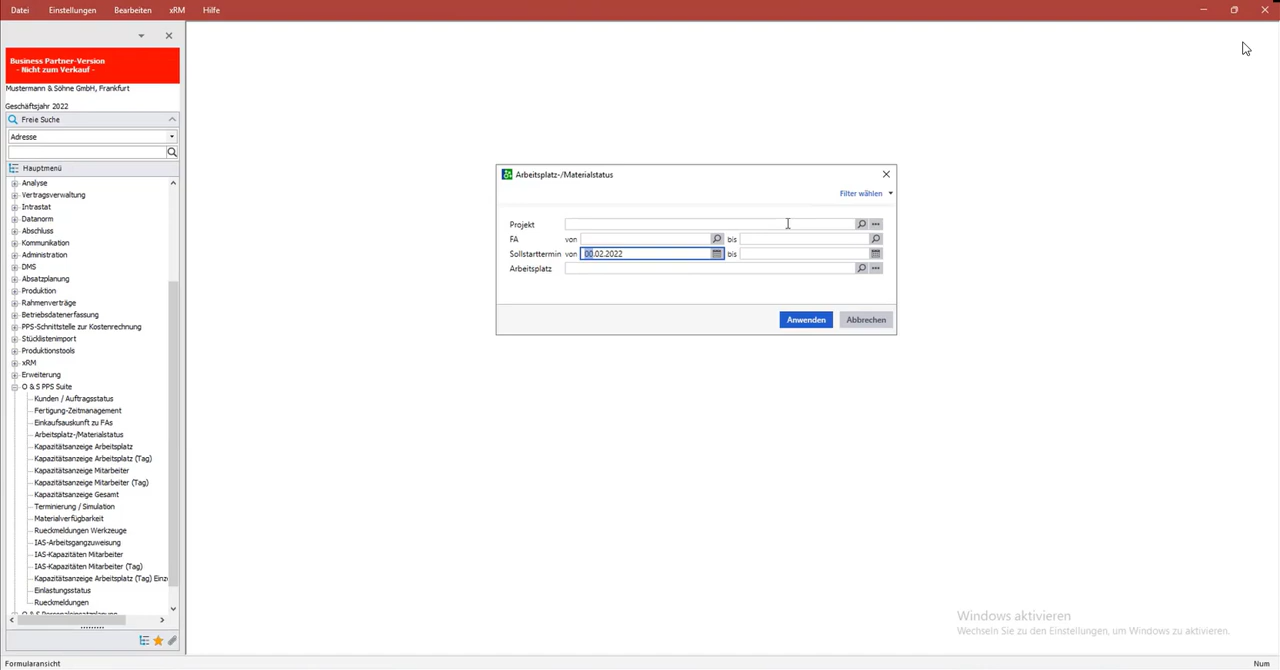 Datei Einstellungen Bearbeiten xRM Hilfe
Business Partner-Version
- Nicht zum Verkauf -
Mustermann & Söhne GmbH, Frankfurt
Geschäftsjahr 2022
Freie Suche
Adresse
Hauptmenü
Analyse
Vertragsverwaltung
Intrastat
Datanorm
Abschluss
Kommunikation
Administration
DMS
Absatzplanung
Produktion
Rahmenverträge
Betriebsdatenerfassung
PPS-Schnittstelle zur Kostenrechnung
Stücklistenimport
Produktionstools
xRM
Erweiterung
O & S PPS Suite
Kunden / Auftragsstatus
Fertigung-Zeitmanagement
Einkaufsauskunft zu FAs
Arbeitsplatz-/Materialstatus
Kapazitätsanzeige Arbeitsplatz
Kapazitätsanzeige Arbeitsplatz (Tag)
Kapazitätsanzeige Mitarbeiter
Kapazitätsanzeige Mitarbeiter (Tag)
Kapazitätsanzeige Gesamt
Terminierung / Simulation
Materialverfügbarkeit
Rueckmeldungen Werkzeuge
IAS-Arbeitsgangzuweisung
IAS-Kapazitäten Mitarbeiter
IAS-Kapazitäten Mitarbeiter (Tag)
Kapazitätsanzeige Arbeitsplatz (Tag) Einz
Einlastungsstatus
Rueckmeldungen
O & S Personaleinsatzplanung
Formularansicht
Arbeitsplatz-/Materialstatus
Filter wählen
Projekt
FA von bis
Sollstarttermin von 00.02.2022 bis
Arbeitsplatz
Anwenden Abbrechen
Windows aktivieren
Wechseln Sie zu den Einstellungen, um Windows zu aktivieren.
Num